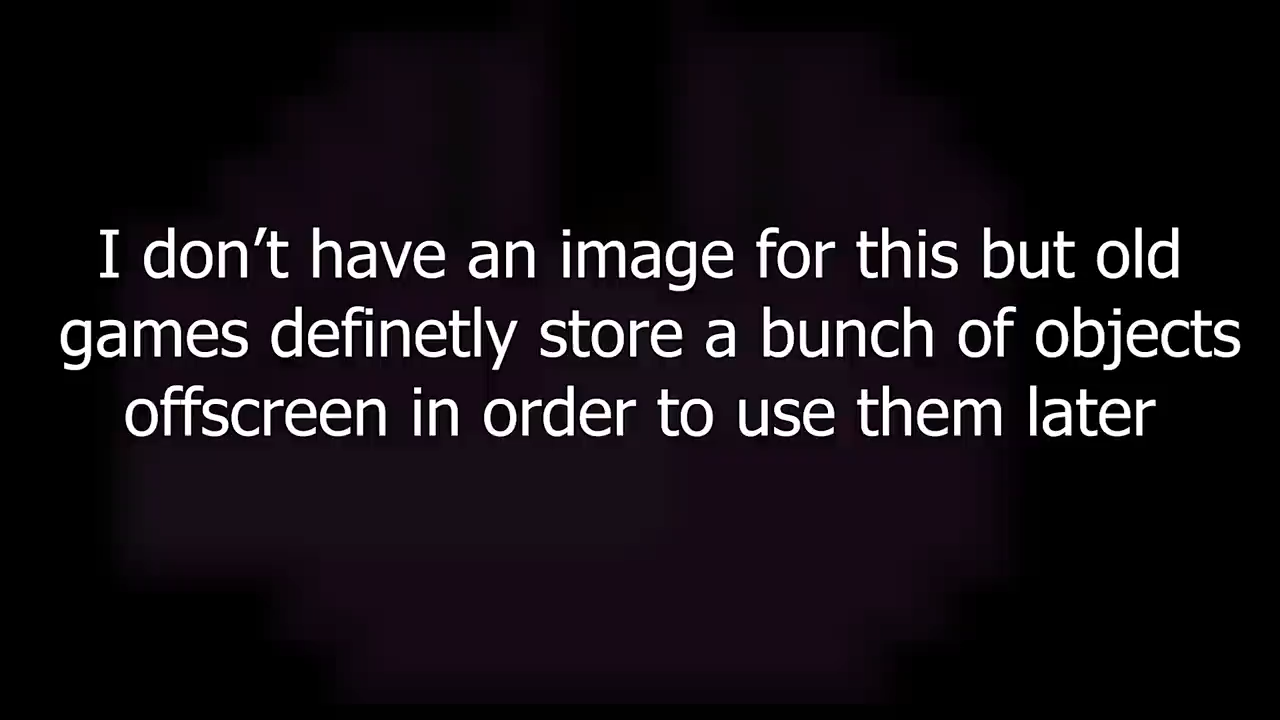 I don’t have an image for this but old
games definetly store a bunch of objects
offscreen in order to use them later